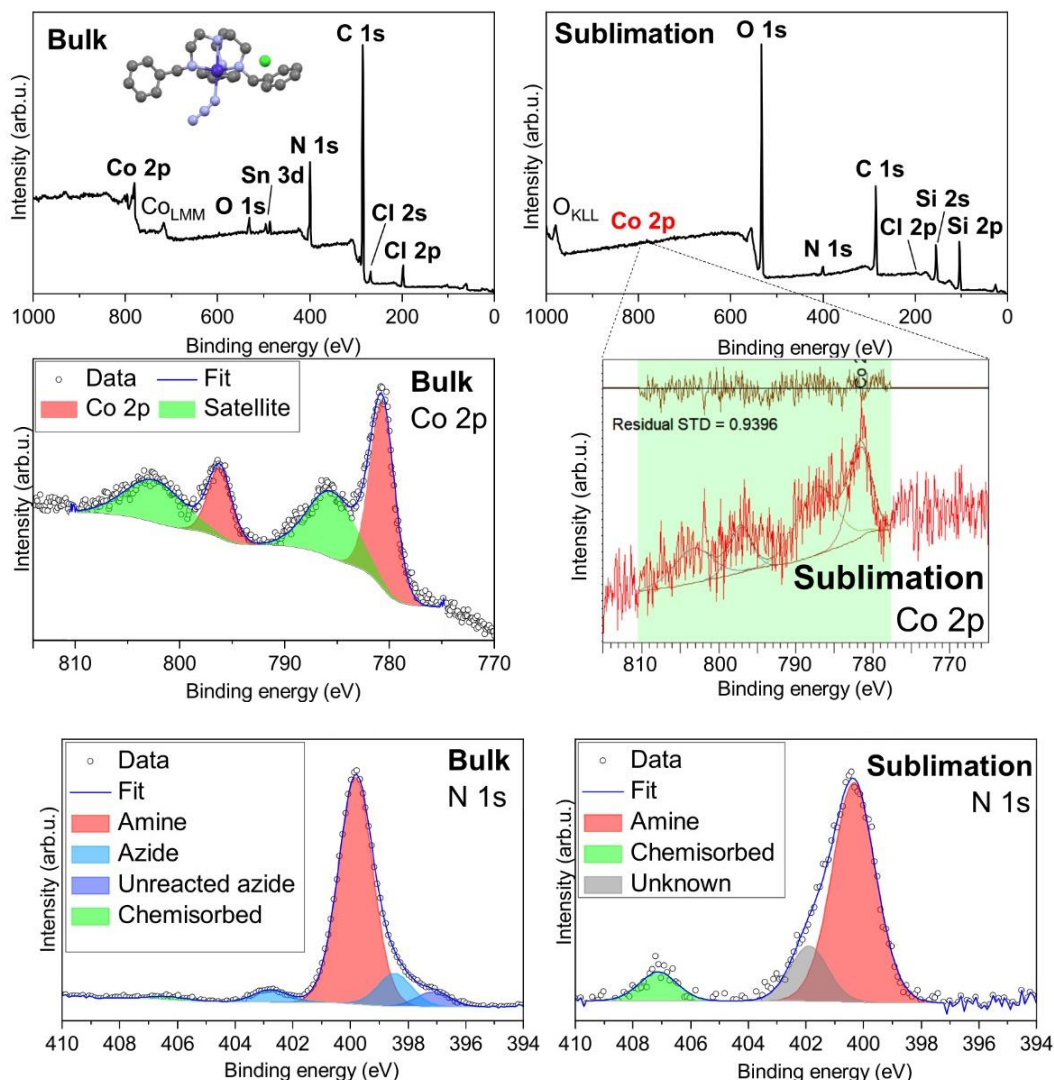 Bulk
C 1s
N 1s
Co 2p
Sn 3d
Co_LMM
O 1s
Cl 2s
Cl 2p
Intensity (arb.u.)
1000 800 600 400 200 0
Binding energy (eV)
Sublimation
O 1s
C 1s
O_KLL
Co 2p
N 1s
Cl 2p
Si 2s
Si 2p
Intensity (arb.u.)
1000 800 600 400 200 0
Binding energy (eV)
Data Fit
Co 2p Satellite
Bulk
Co 2p
Intensity (arb.u.)
810 800 790 780 770
Binding energy (eV)
Co 2
Residual STD = 0.9396
Sublimation
Co 2p
Intensity (arb.u.)
810 800 790 780 770
Binding energy (eV)
Data
Fit
Amine
Azide
Unreacted azide
Chemisorbed
Bulk
N 1s
Intensity (arb.u.)
410 408 406 404 402 400 398 396 394
Binding energy (eV)
Data
Fit
Amine
Chemisorbed
Unknown
Sublimation
N 1s
Intensity (arb.u.)
410 408 406 404 402 400 398 396 394
Binding energy (eV)